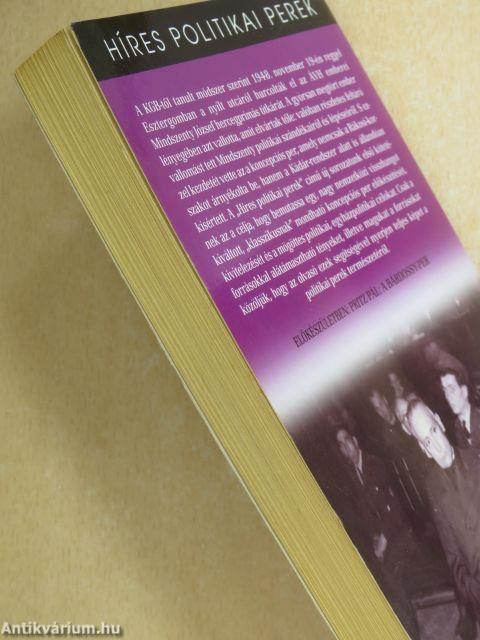 HÍRES POLITIKAI PEREK
A KGB-től tanult módszer szerint 1948. november 19-én reggel
Esztergomban a nyílt utcáról hurcolták el az ÁVH emberei
Mindszenty József hercegprímás titkárát. A gyorsan megtört ember
lényegében azt vallotta, amit elvártak tőle: valóban részletes feltáró
vallomást tett Mindszenty politikai szándékairól és lépéseiről. S ez-
zel kezdetét vette az a koncepciós per, amely nemcsak a Rákosi-kor-
szakot árnyékolta be, hanem a Kádár-rendszer alatt is állandóan
kísértett. A „Híres politikai perek" című új sorozatunk első köteté-
nek az a célja, hogy bemutassa egy, nagy nemzetközi visszhangot
kiváltott, „klasszikusnak" mondható koncepciós per előkészítését,
kivitelezését és a mögöttes politikai, egyházpolitikai célokat. Csak a
forrásokkal alátámasztható tényeket, illetve magukat a forrásokat
közöljük, hogy az olvasó ezek segítségével nyerjen teljes képet a
politikai perek természetéről.
ELŐKÉSZÜLETBEN: PRITZ PÁL: A BÁRDOSSY-PER
Antikvárium.hu